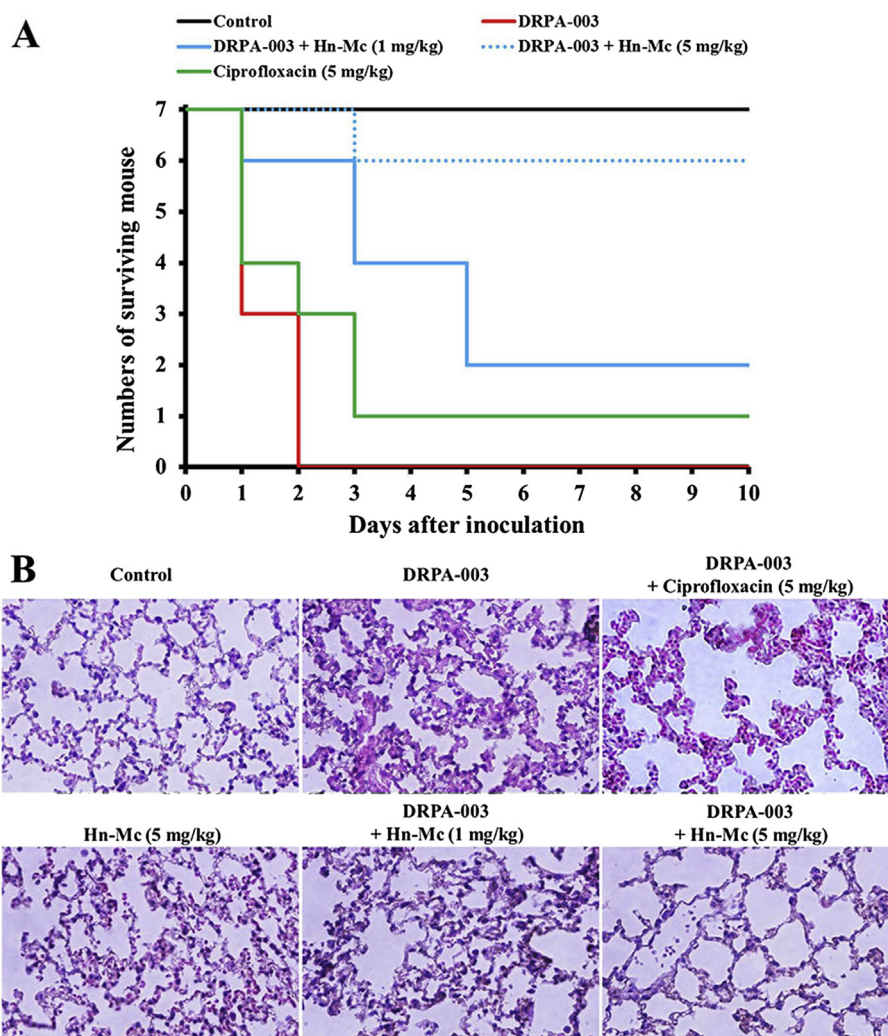 A
Control
DRPA-003
DRPA-003 + Hn-Mc (1 mg/kg)
DRPA-003 + Hn-Mc (5 mg/kg)
Ciprofloxacin (5 mg/kg)
Numbers of surviving mouse
7
6
5
4
3
2
1
0
0 1 2 3 4 5 6 7 8 9 10
Days after inoculation
B
Control
DRPA-003
DRPA-003
+ Ciprofloxacin (5 mg/kg)
Hn-Mc (5 mg/kg)
DRPA-003
+ Hn-Mc (1 mg/kg)
DRPA-003
+ Hn-Mc (5 mg/kg)